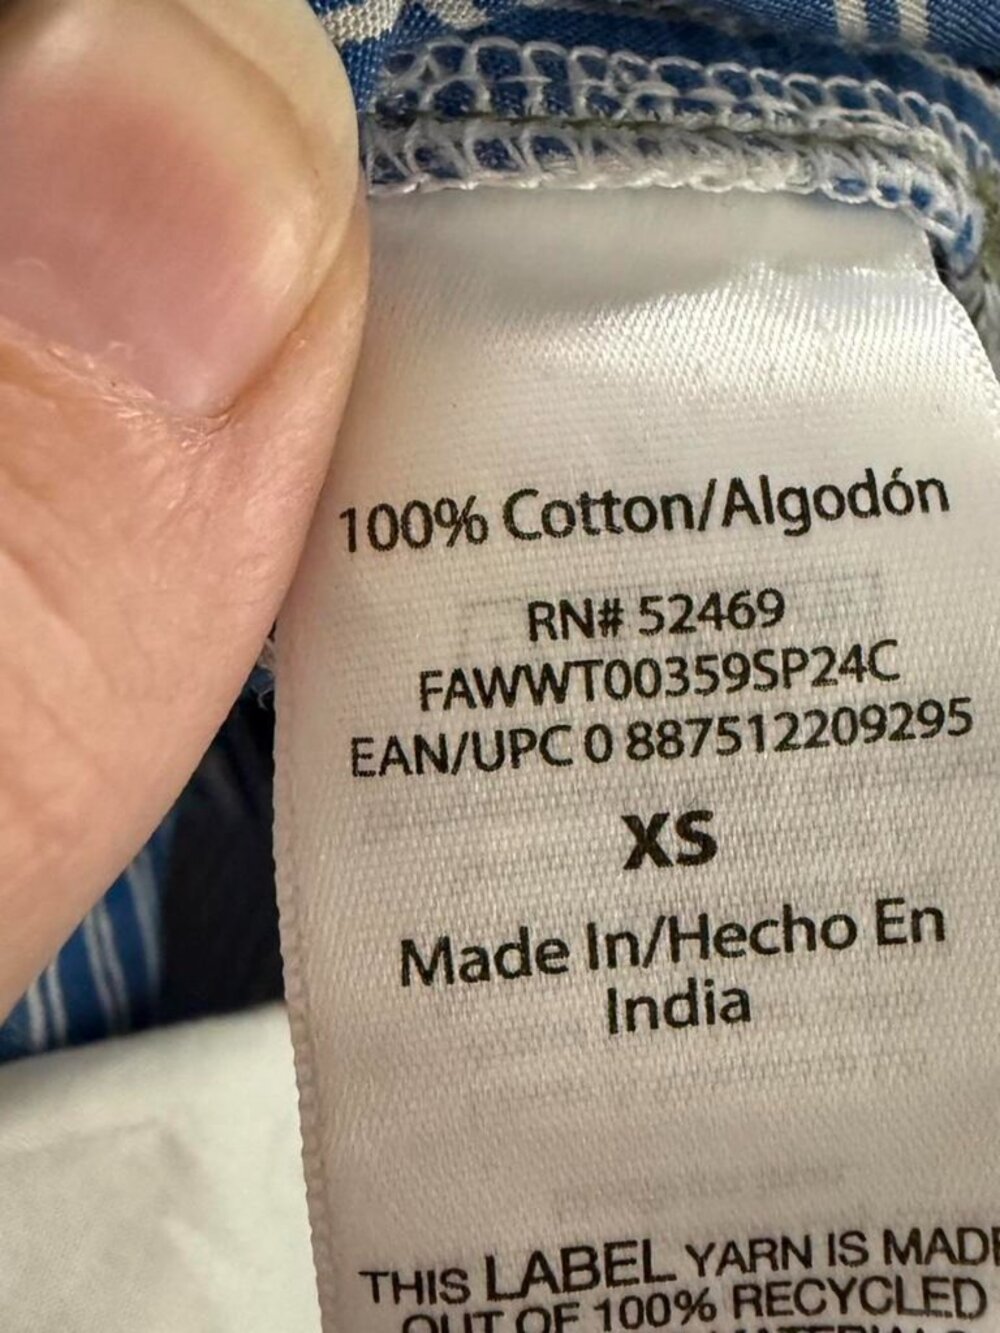 100% Cotton/Algodón
RN# 52469
FAWWT00359SP24C
EAN/UPC 0 887512209295
XS
Made In/Hecho En
India
THIS LABEL YARN IS MADE
OUT OF 100% RECYCLED